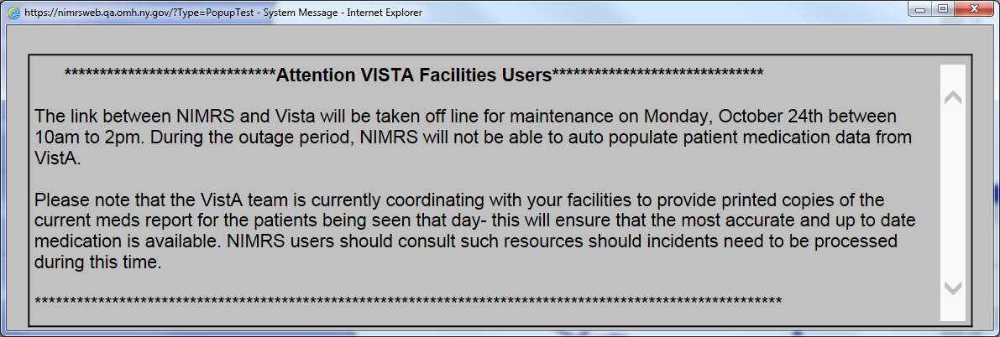 https://nimrsweb.qa.omh.ny.gov/?Type=PopupTest - System Message - Internet Explorer
******************************Attention VISTA Facilities Users******************************
The link between NIMRS and Vista will be taken off line for maintenance on Monday, October 24th between
10am to 2pm. During the outage period, NIMRS will not be able to auto populate patient medication data from
VistA.
Please note that the VistA team is currently coordinating with your facilities to provide printed copies of the
current meds report for the patients being seen that day- this will ensure that the most accurate and up to date
medication is available. NIMRS users should consult such resources should incidents need to be processed
during this time.
**********************************************************************************************************